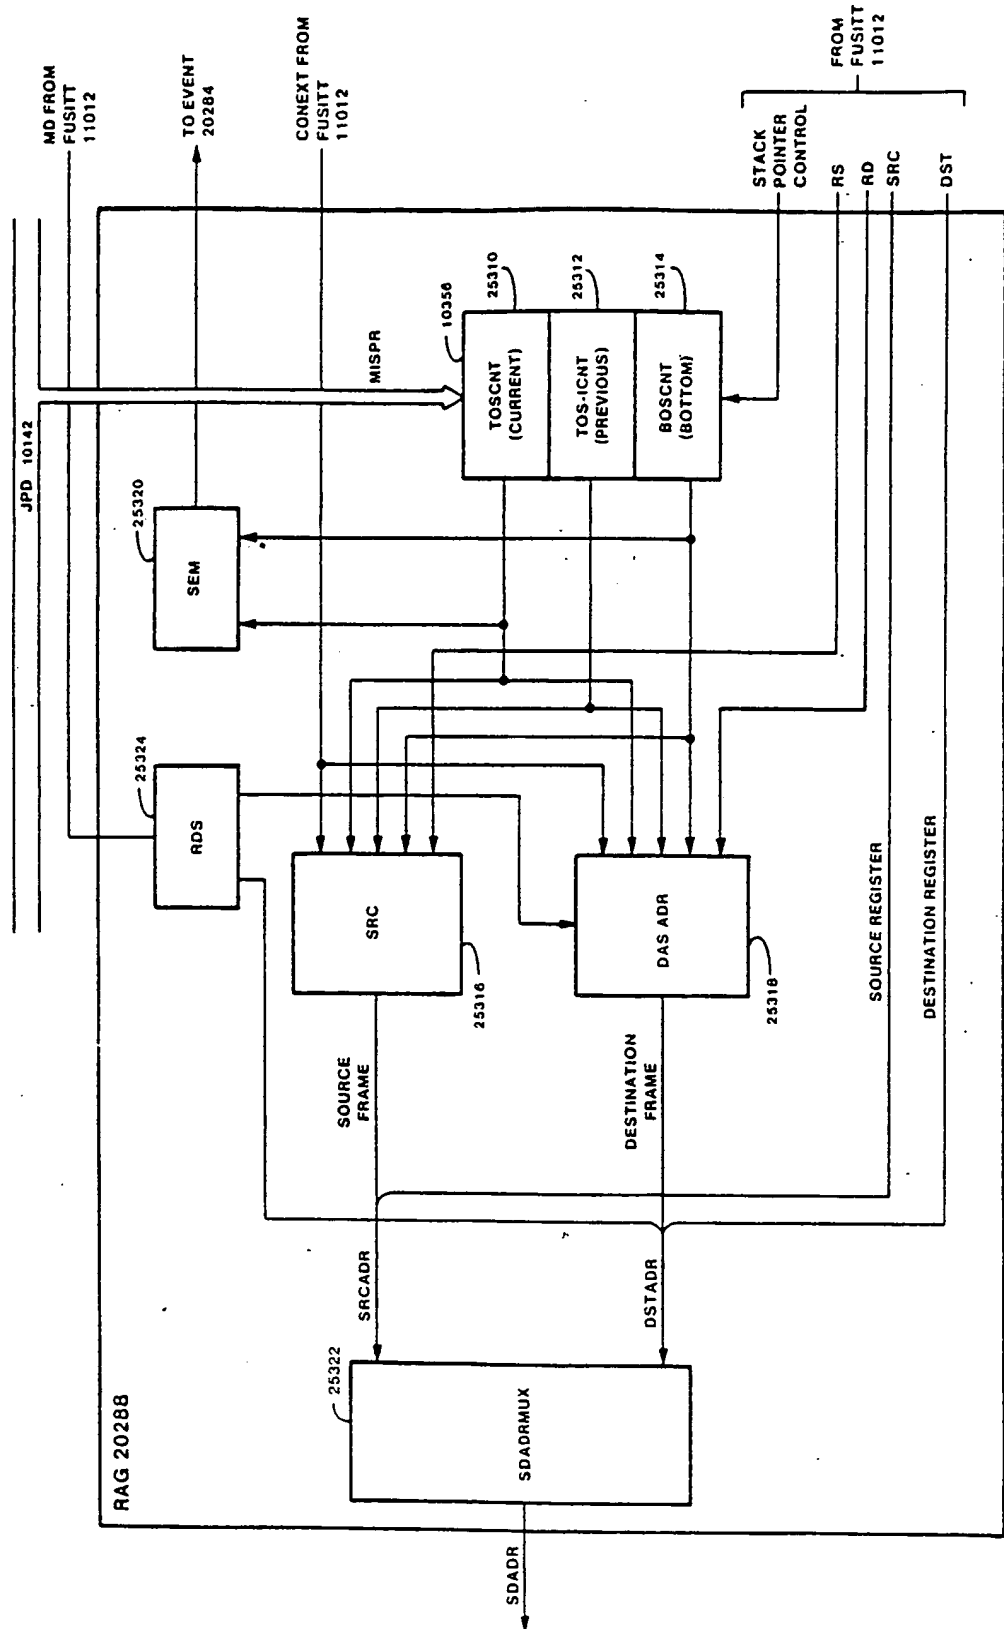 JPD 10142
MD FROM
FUSITT
11012
TO EVENT
20284
CONEXT FROM
FUSITT
11012
STACK
POINTER
CONTROL
RS
RD
SRC
DST
FROM
FUSITT
11012
RAG 20288
MISPR
25320
SEM
25324
RDS
10356
25310
TOSCNT
(CURRENT)
25312
TOS-ICNT
(PREVIOUS)
25314
BOSCNT
(BOTTOM)
SRC
25316
DAS ADR
25318
SOURCE
FRAME
DESTINATION
FRAME
SOURCE REGISTER
DESTINATION REGISTER
SRCADR
DSTADR
25322
SDADRMUX
SDADR